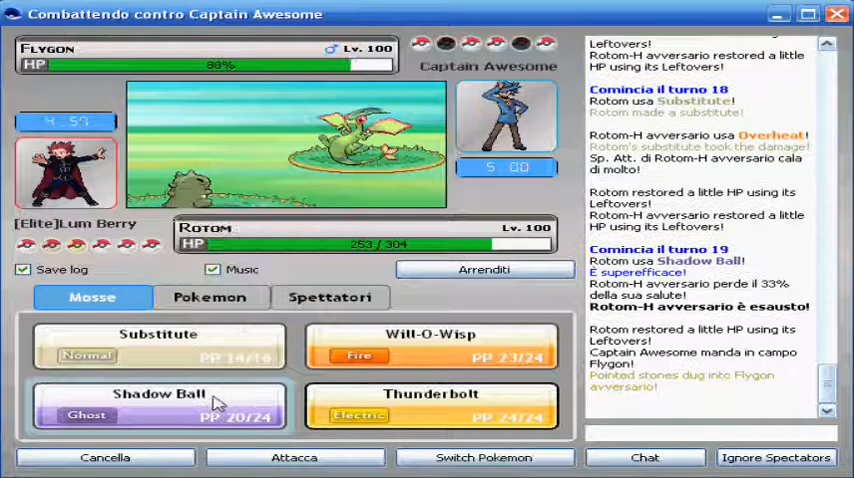 Combattendo contro Captain Awesome
FLYGON ♂ Lv. 100
HP 88%
Captain Awesome
4:57
5:00
[Elite]Lum Berry
ROTOM Lv. 100
HP 253 / 304
Save log
Music
Arrenditi
Mosse
Pokemon
Spettatori
Substitute
Normal PP 14/16
Will-O-Wisp
Fire PP 23/24
Shadow Ball
Ghost PP 20/24
Thunderbolt
Electric PP 24/24
Cancella
Attacca
Switch Pokemon
Leftovers!
Rotom-H avversario restored a little
HP using its Leftovers!
Comincia il turno 18
Rotom usa Substitute!
Rotom made a substitute!
Rotom-H avversario usa Overheat!
Rotom's substitute took the damage!
Sp. Att. di Rotom-H avversario cala
di molto!
Rotom restored a little HP using its
Leftovers!
Rotom-H avversario restored a little
HP using its Leftovers!
Comincia il turno 19
Rotom usa Shadow Ball!
È superefficace!
Rotom-H avversario perde il 33%
della sua salute!
Rotom-H avversario è esausto!
Rotom restored a little HP using its
Leftovers!
Captain Awesome manda in campo
Flygon!
Pointed stones dug into Flygon
avversario!
Chat
Ignore Spectators